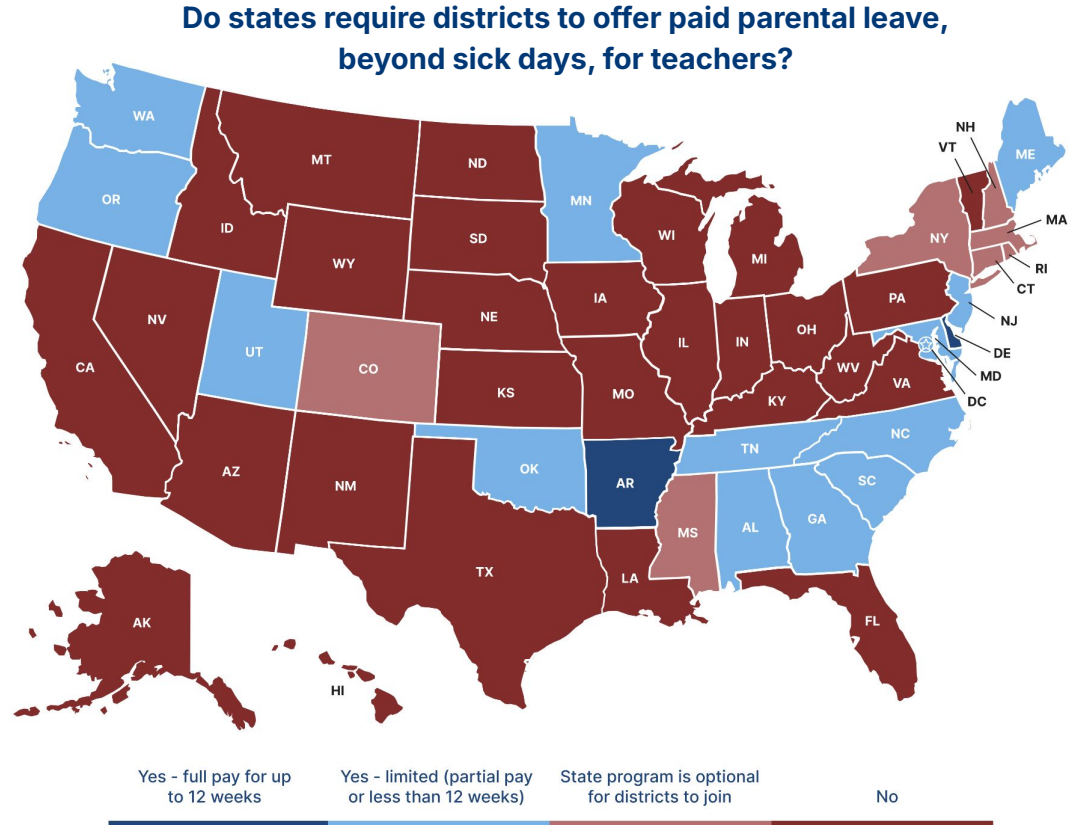 Do states require districts to offer paid parental leave,
beyond sick days, for teachers?
WA
OR
MT
ID
ND
MN
SD
WY
WI
MI
NH
VT
ME
NY
MA
RI
CT
NV
CA
UT
CO
NE
IA
IL
IN
OH
PA
NJ
DE
MD
DC
KS
MO
KY
WV
VA
AZ
NM
OK
AR
TN
NC
SC
MS
AL
GA
TX
LA
FL
AK
HI
Yes - full pay for up
to 12 weeks
Yes - limited (partial pay
or less than 12 weeks)
State program is optional
for districts to join
No